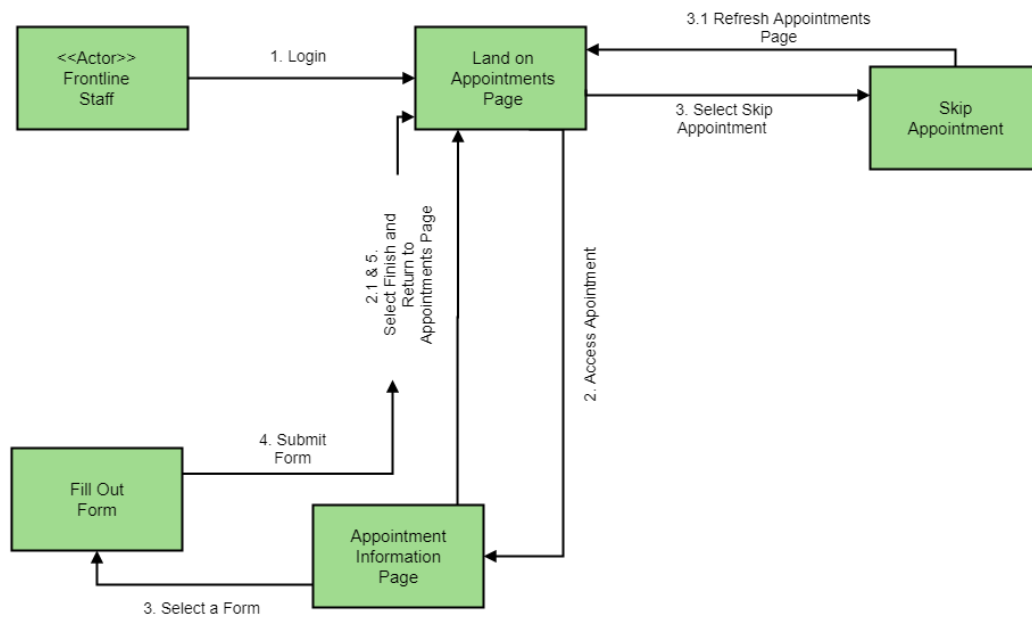 3.1 Refresh Appointments
Page
<<Actor>>
Frontline
Staff
1. Login
Land on
Appointments
Page
3. Select Skip
Appointment
Skip
Appointment
2.1 & 5.
Select Finish and
Return to
Appointments Page
2. Access Apointment
4. Submit
Form
Fill Out
Form
Appointment
Information
Page
3. Select a Form